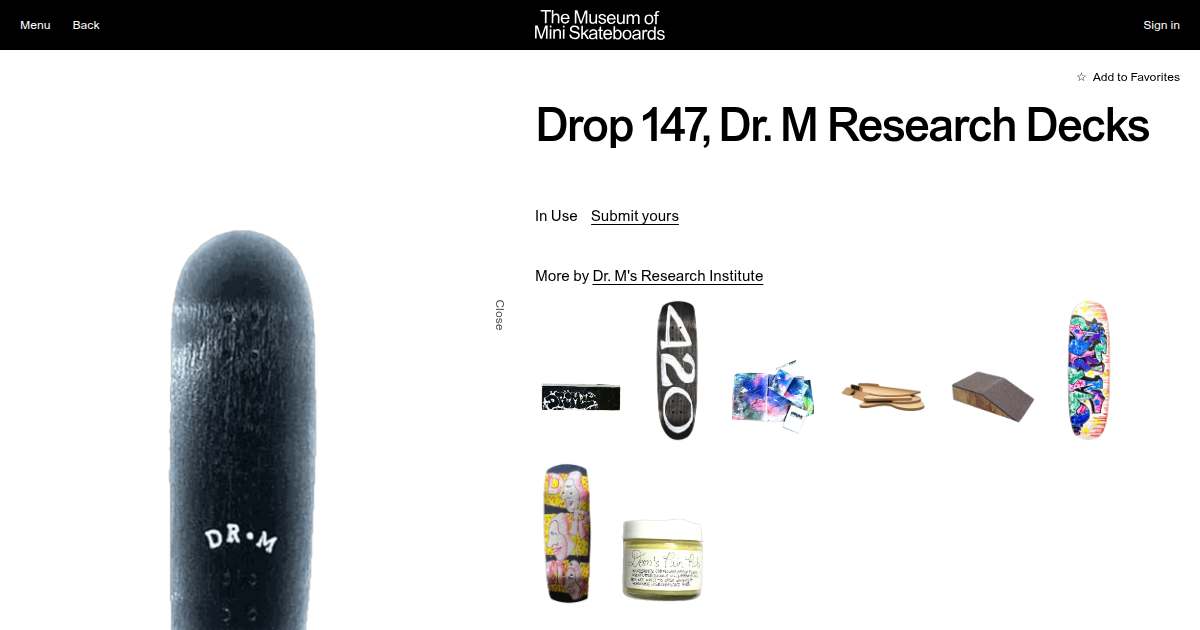 Menu
Back
The Museum of
Mini Skateboards
Sign in
☆ Add to Favorites
Drop 147, Dr. M Research Decks
In Use
Submit yours
More by Dr. M's Research Institute
Close
420
DR•M